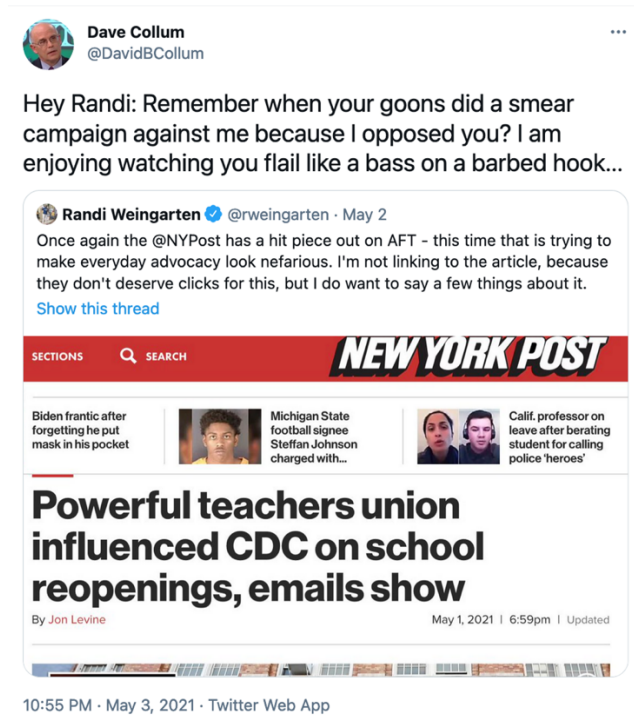 Dave Collum
@DavidBCollum
Hey Randi: Remember when your goons did a smear
campaign against me because I opposed you? I am
enjoying watching you flail like a bass on a barbed hook...
Randi Weingarten @rweingarten · May 2
Once again the @NYPost has a hit piece out on AFT - this time that is trying to
make everyday advocacy look nefarious. I'm not linking to the article, because
they don't deserve clicks for this, but I do want to say a few things about it.
Show this thread
SECTIONS SEARCH NEW YORK POST
Biden frantic after
forgetting he put
mask in his pocket
Michigan State
football signee
Steffan Johnson
charged with...
Calif. professor on
leave after berating
student for calling
police 'heroes'
Powerful teachers union
influenced CDC on school
reopenings, emails show
By Jon Levine May 1, 2021 | 6:59pm | Updated
10:55 PM · May 3, 2021 · Twitter Web App